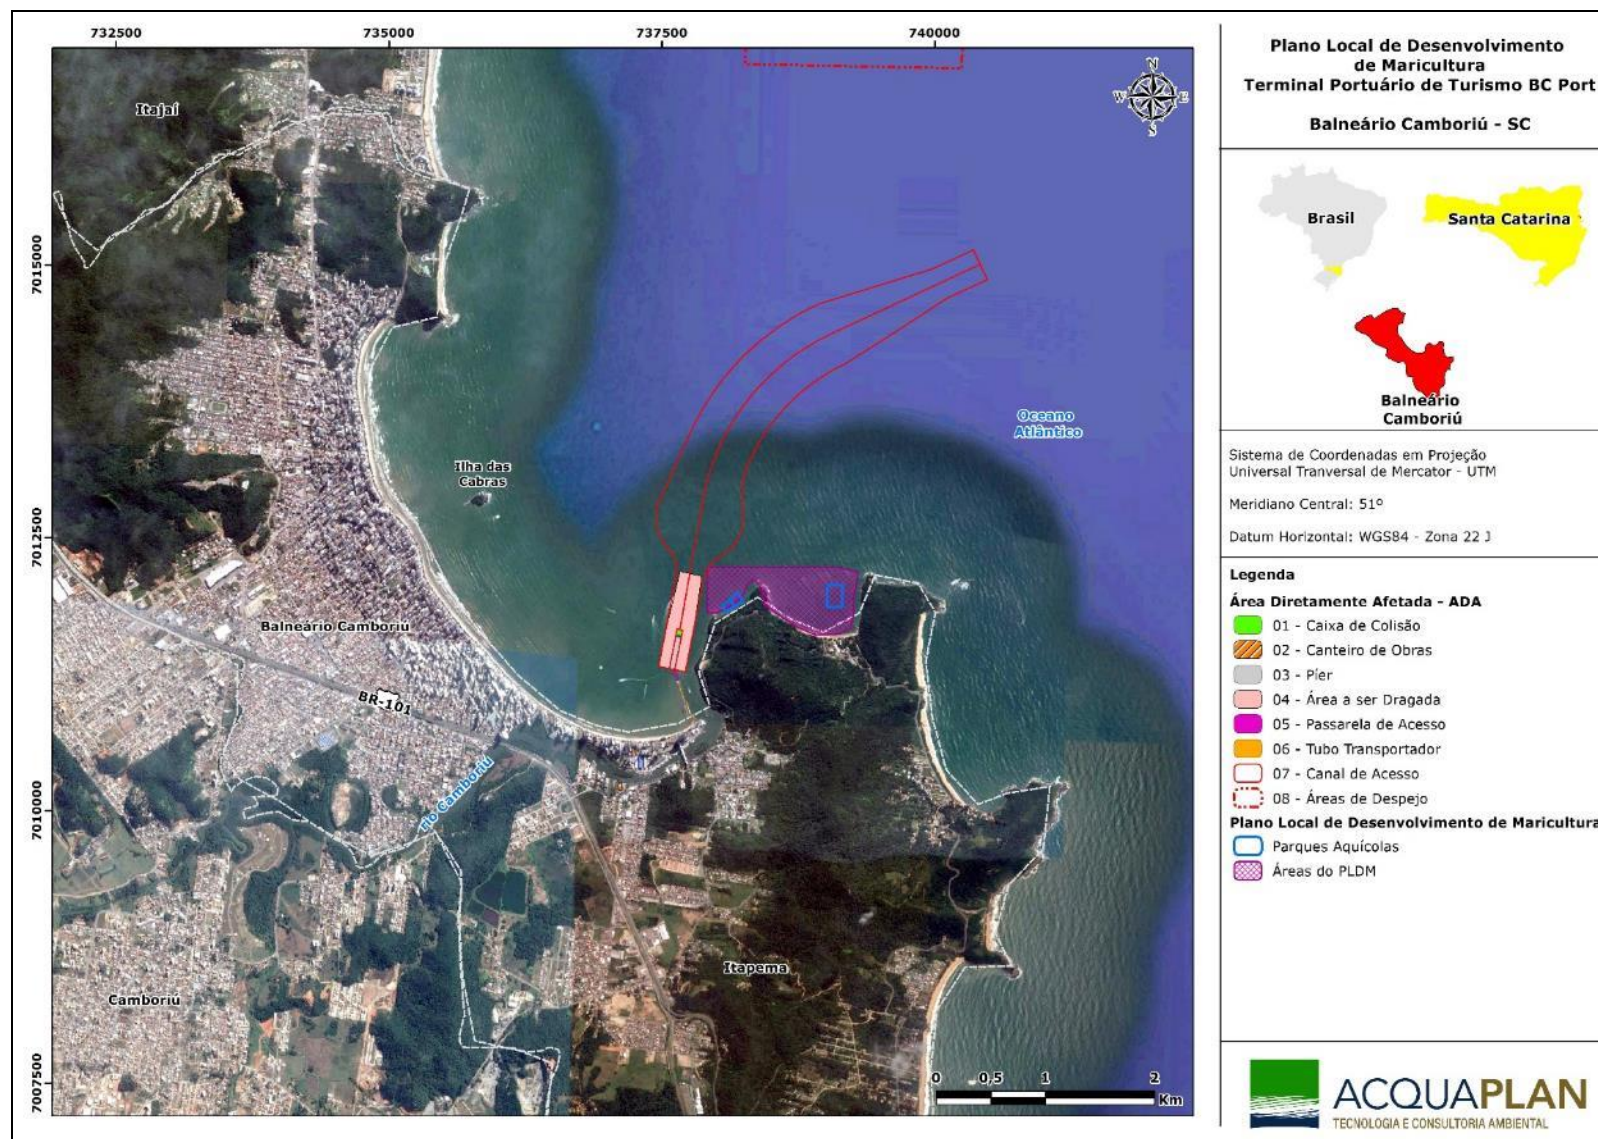 732500
735000
737500
740000
7015000
7012500
7010000
7007500
Itajaí
N
W
E
S
Oceano
Atlântico
Ilha das
Cabras
Balneário Camboriú
BR-101
Rio Camboriú
Itapema
Camboriú
0
0,5
1
2
Km
Plano Local de Desenvolvimento
de Maricultura
Terminal Portuário de Turismo BC Port
Balneário Camboriú - SC
Brasil
Santa Catarina
Balneário
Camboriú
Sistema de Coordenadas em Projeção
Universal Tranversal de Mercator - UTM
Meridiano Central: 51º
Datum Horizontal: WGS84 - Zona 22 J
Legenda
Área Diretamente Afetada - ADA
01 - Caixa de Colisão
02 - Canteiro de Obras
03 - Píer
04 - Área a ser Dragada
05 - Passarela de Acesso
06 - Tubo Transportador
07 - Canal de Acesso
08 - Áreas de Despejo
Plano Local de Desenvolvimento de Maricultura
Parques Aquícolas
Áreas do PLDM
ACQUAPLAN
TECNOLOGIA E CONSULTORIA AMBIENTAL